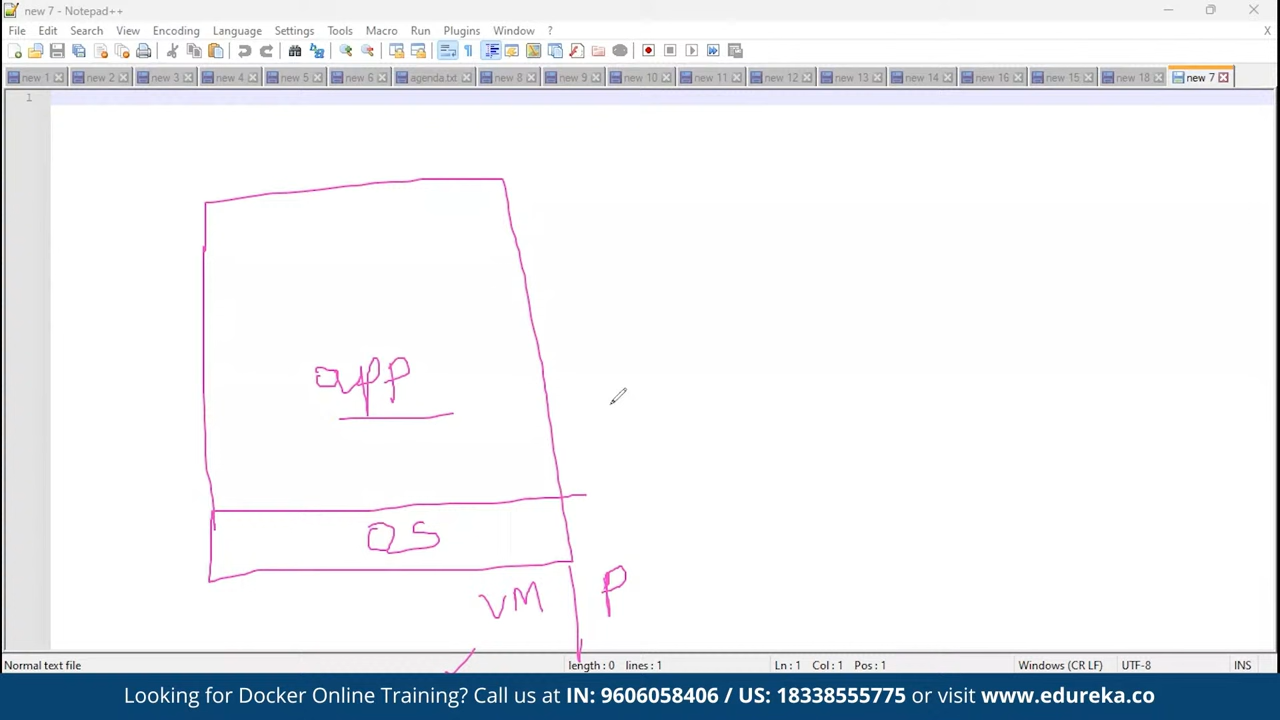 new 7 - Notepad++
File Edit Search View Encoding Language Settings Tools Macro Run Plugins Window ? X
new 1 new 2 new 3 new 4 new 5 new 6 agenda.txt new 8 new 9 new 10 new 11 new 12 new 13 new 14 new 16 new 15 new 18 new 7
1
app
OS
VM P
Normal text file length : 0 lines : 1 Ln : 1 Col : 1 Pos : 1 Windows (CR LF) UTF-8 INS
Looking for Docker Online Training? Call us at IN: 9606058406 / US: 18338555775 or visit www.edureka.co